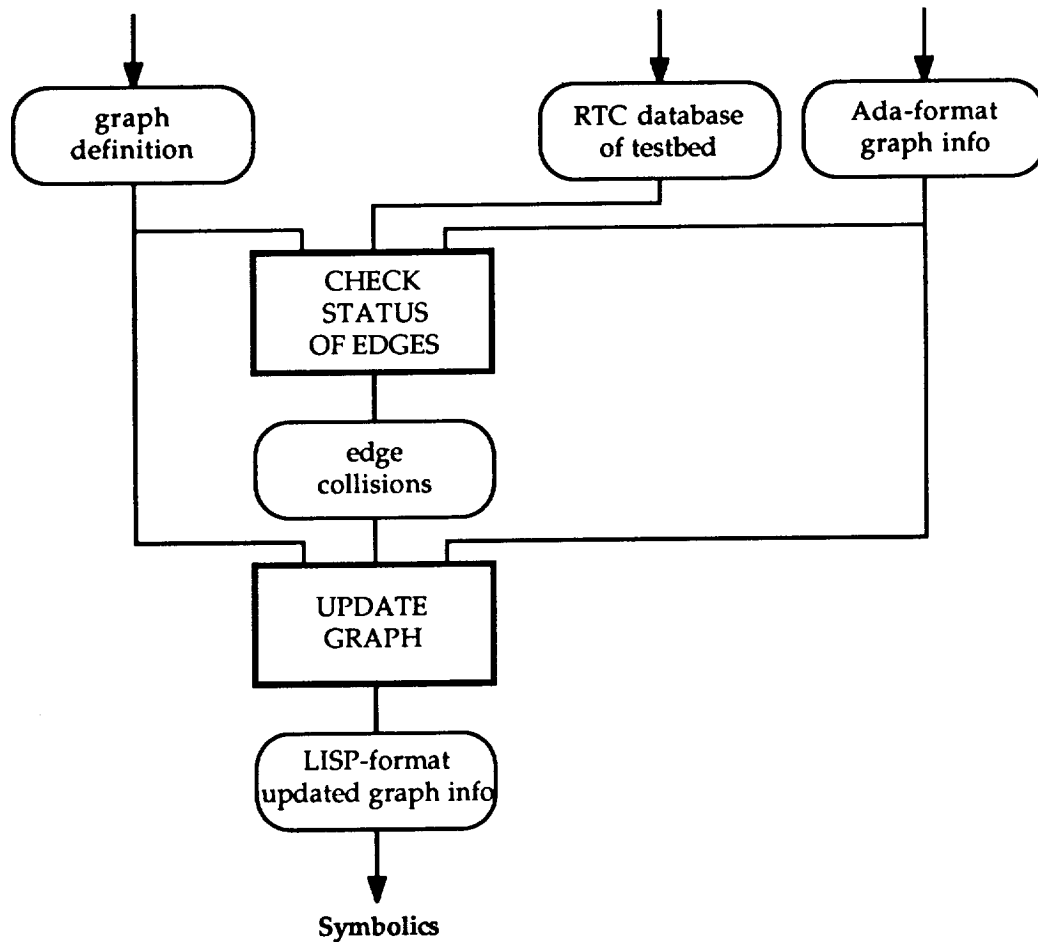 graph
definition
RTC database
of testbed
Ada-format
graph info
CHECK
STATUS
OF EDGES
edge
collisions
UPDATE
GRAPH
LISP-format
updated graph info
Symbolics